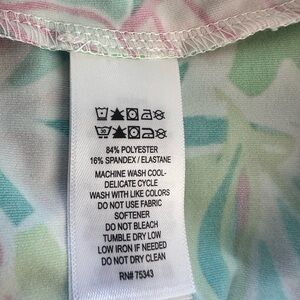 84% POLYESTER
16% SPANDEX / ELASTANE
MACHINE WASH COOL-
DELICATE CYCLE
WASH WITH LIKE COLORS
DO NOT USE FABRIC
SOFTENER
DO NOT BLEACH
TUMBLE DRY LOW
LOW IRON IF NEEDED
DO NOT DRY CLEAN
RN# 75343